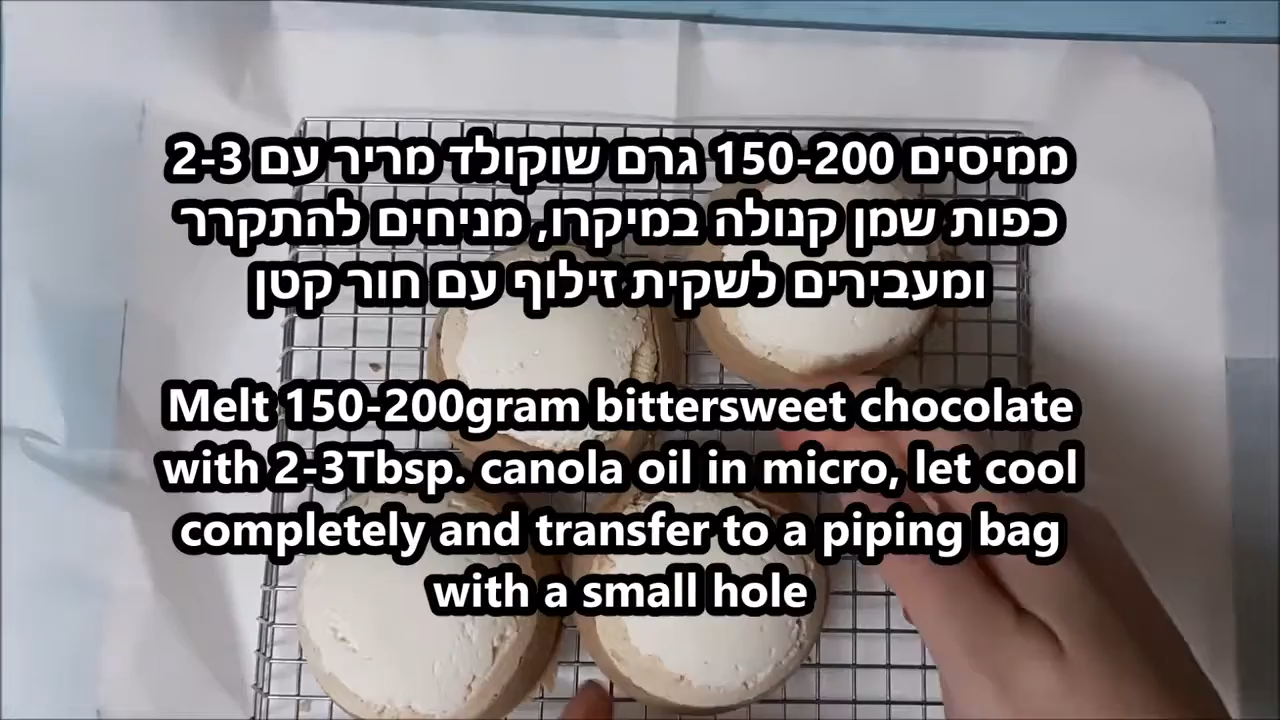 ממיסים 150-200 גרם שוקולד מריר עם 2-3
כפות שמן קנולה במיקרו, מניחים להתקרר
ומעבירים לשקית זילוף עם חור קטן
Melt 150-200gram bittersweet chocolate
with 2-3Tbsp. canola oil in micro, let cool
completely and transfer to a piping bag
with a small hole